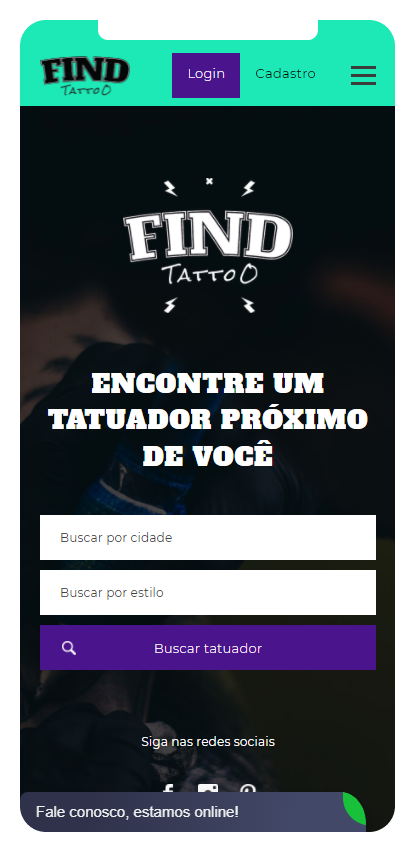 FIND
TATTOO
Login
Cadastro
FIND
TATTOO
ENCONTRE UM
TATUADOR PRÓXIMO
DE VOCÊ
Buscar por cidade
Buscar por estilo
Buscar tatuador
Siga nas redes sociais
Fale conosco, estamos online!